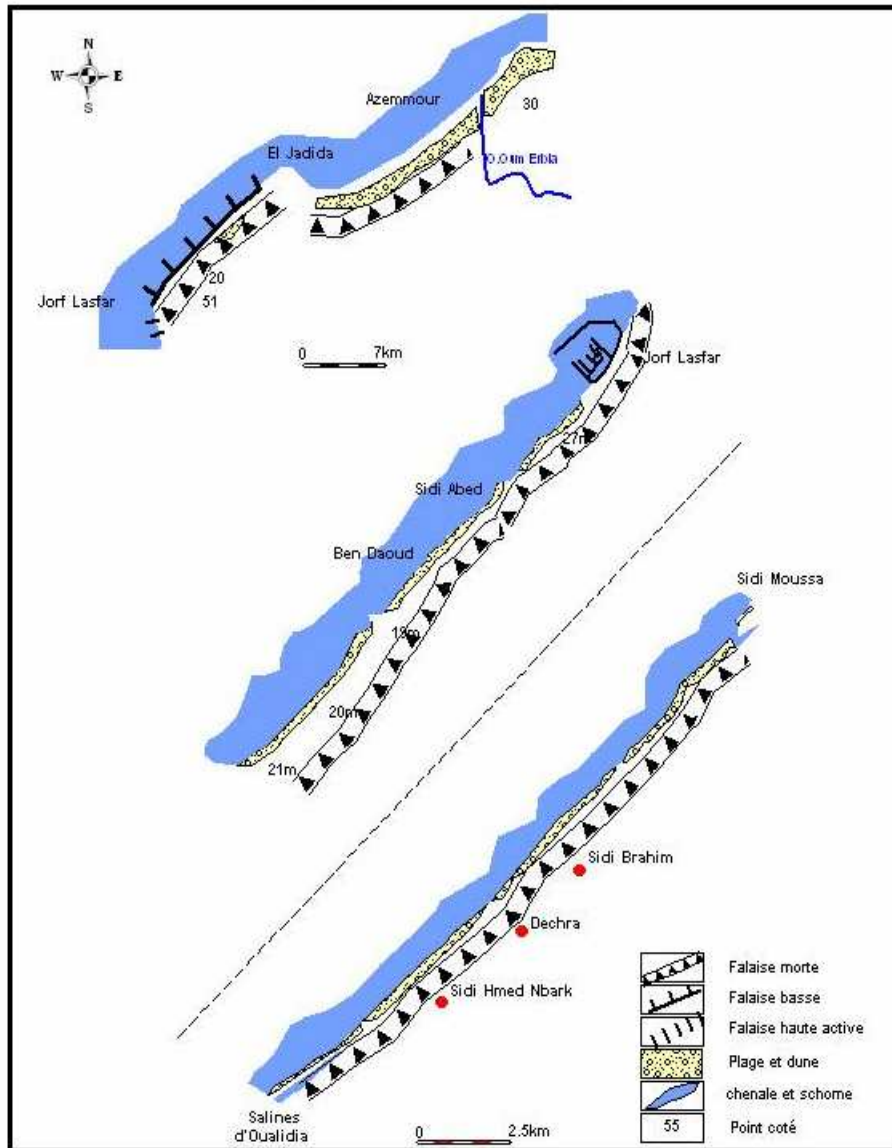 N
W E
S
Azemmour
30
El Jadida
20
51
Jorf Lasfar
0 7km
Jorf Lasfar
27m
Sidi Abed
Ben Daoud
19m
20m
21m
Sidi Moussa
Sidi Brahim
Dechra
Sidi Hmed Nbark
Salines
d'Oualidia
0 2.5km
Falaise morte
Falaise basse
Falaise haute active
Plage et dune
chenale et schorre
55 Point coté